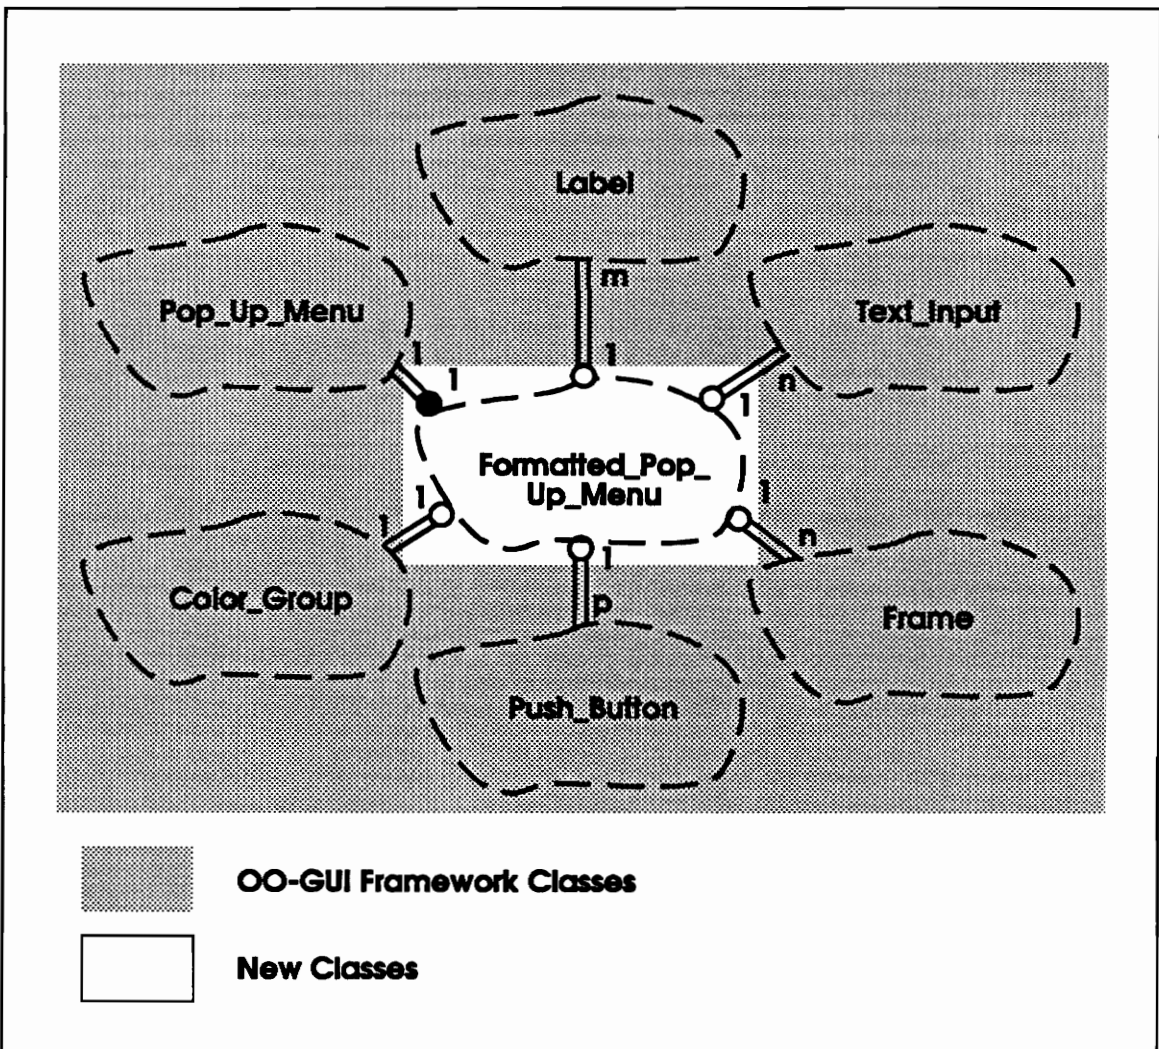 Label
m
Pop_Up_Menu
Text_Input
1
1
1
n
1
Formatted_Pop_
Up_Menu
1
1
1
n
1
Color_Group
p
Frame
Push_Button
OO-GUI Framework Classes
New Classes